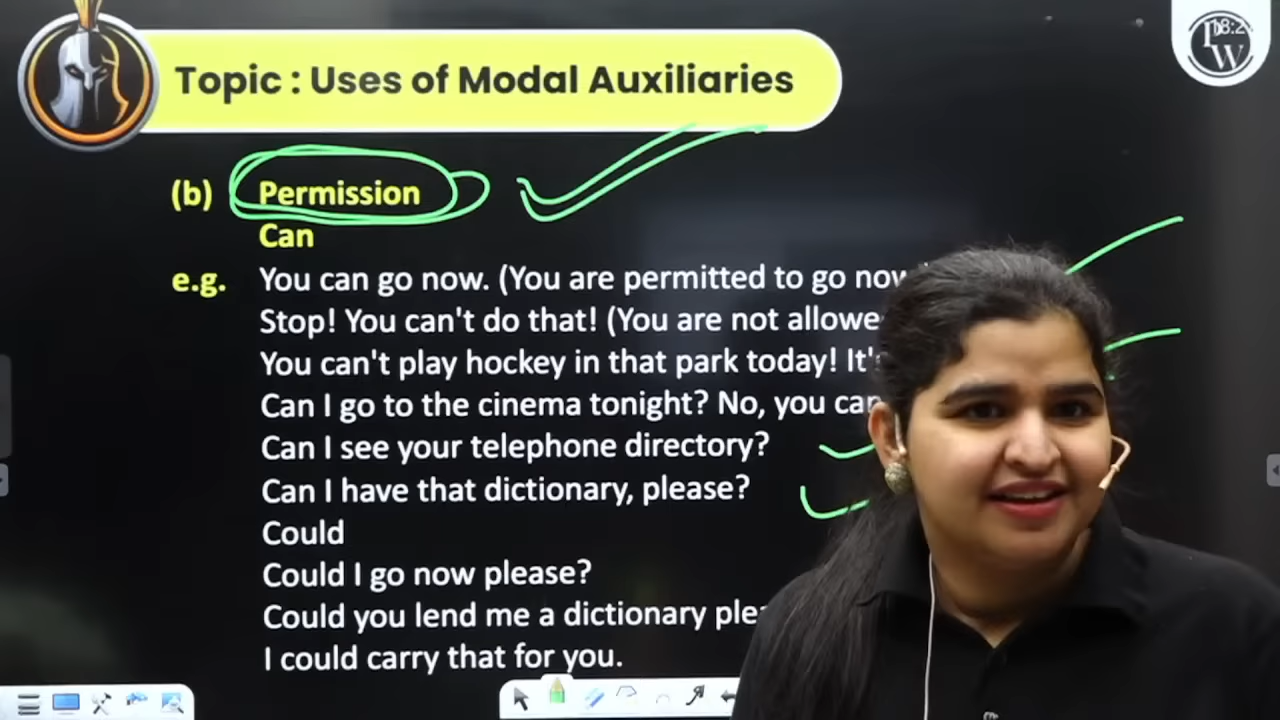 Topic : Uses of Modal Auxiliaries
(b) Permission
Can
e.g. You can go now. (You are permitted to go now
Stop! You can't do that! (You are not allowe
You can't play hockey in that park today! It's
Can I go to the cinema tonight? No, you can
Can I see your telephone directory?
Can I have that dictionary, please?
Could
Could I go now please?
Could you lend me a dictionary plea
I could carry that for you.
PW